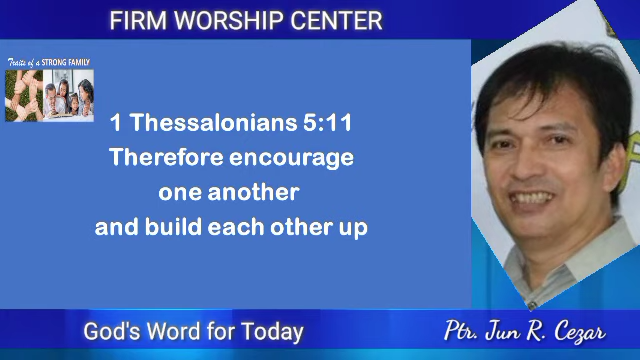 FIRM WORSHIP CENTER
Traits of a STRONG FAMILY
1 Thessalonians 5:11
Therefore encourage
one another
and build each other up
God's Word for Today
Ptr. Jun R. Cezar